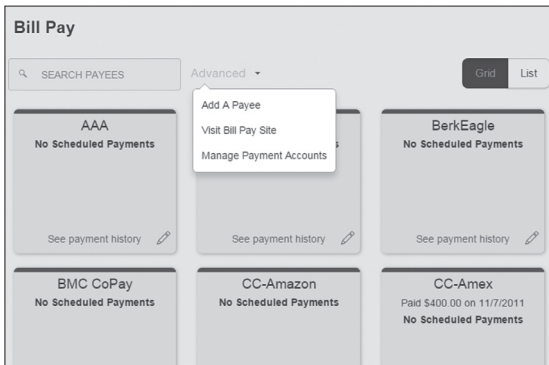 Bill Pay
SEARCH PAYEES
Advanced
Grid List
Add A Payee
Visit Bill Pay Site
Manage Payment Accounts
AAA
No Scheduled Payments
See payment history
See payment history
BerkEagle
No Scheduled Payments
See payment history
BMC CoPay
No Scheduled Payments
CC-Amazon
No Scheduled Payments
CC-Amex
Paid $400.00 on 11/7/2011
No Scheduled Payments